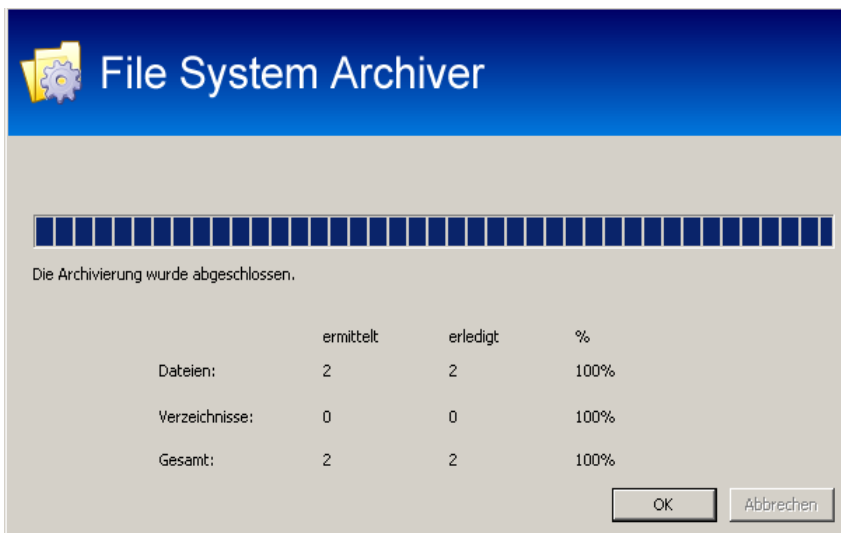 File System Archiver
Die Archivierung wurde abgeschlossen.
ermittelt erledigt %
Dateien: 2 2 100%
Verzeichnisse: 0 0 100%
Gesamt: 2 2 100%
OK Abbrechen